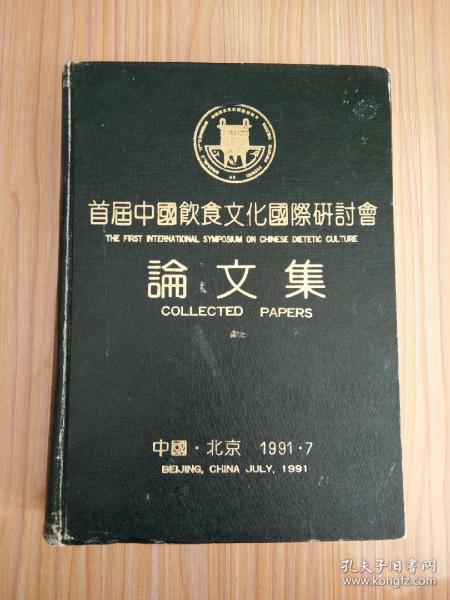 首届中國飲食文化國際硏討會
THE FIRST INTERNATIONAL SYMPOSIUM ON CHINESE DIETETIC CULTURE
論文集
COLLECTED PAPERS
中國·北京 1991·7
BEIJING, CHINA JULY, 1991
孔夫子旧书网
www.kongfz.com